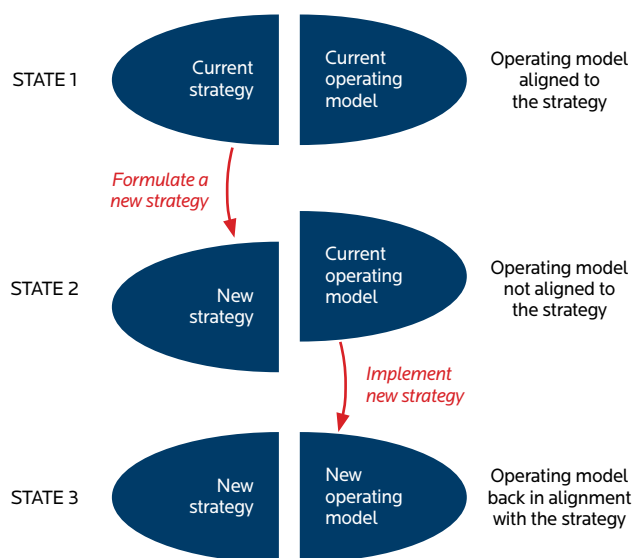 STATE 1
Current
strategy
Current
operating
model
Operating model
aligned to
the strategy
Formulate a
new strategy
STATE 2
New
strategy
Current
operating
model
Operating model
not aligned to
the strategy
Implement
new strategy
STATE 3
New
strategy
New
operating
model
Operating model
back in alignment
with the strategy